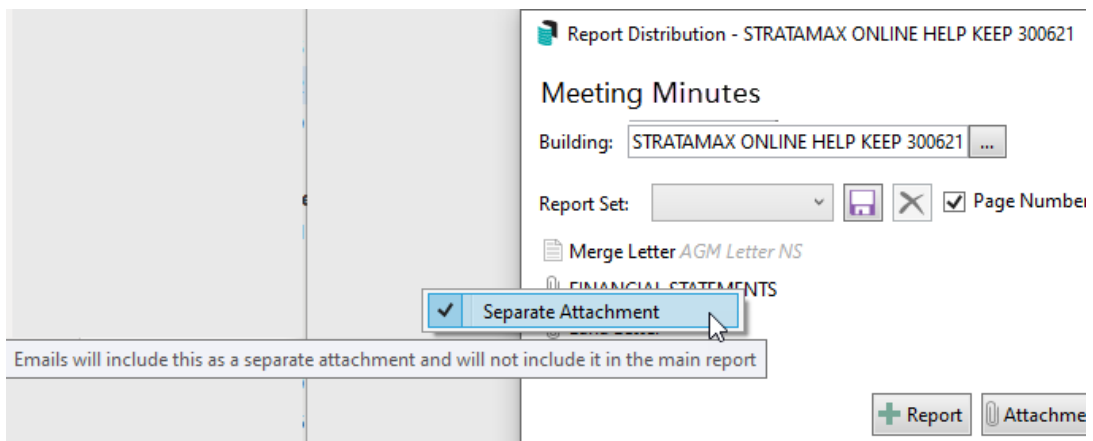 Report Distribution - STRATAMAX ONLINE HELP KEEP 300621
Meeting Minutes
Building: STRATAMAX ONLINE HELP KEEP 300621 ...
Report Set: Page Number
Merge Letter AGM Letter NS
FINANCIAL STATEMENTS
Separate Attachment
Emails will include this as a separate attachment and will not include it in the main report
Report Attachme